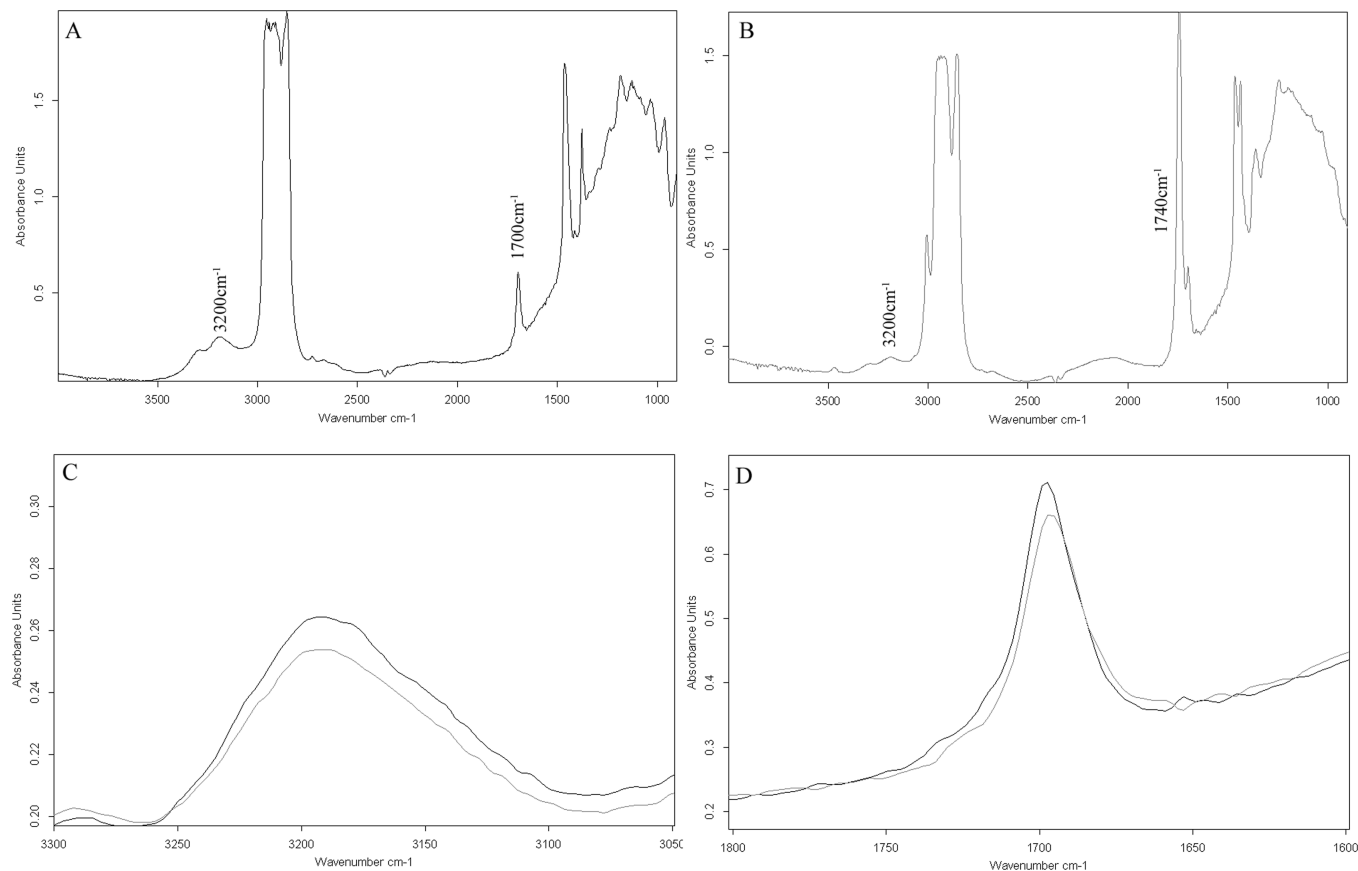 A
3200cm-1
1700cm-1
Absorbance Units
0.5 1.0 1.5
3500 3000 2500 2000 1500 1000
Wavenumber cm-1
B
3200cm-1
1740cm-1
Absorbance Units
0.0 0.5 1.0 1.5
3500 3000 2500 2000 1500 1000
Wavenumber cm-1
C
Absorbance Units
0.20 0.22 0.24 0.26 0.28 0.30
3300 3250 3200 3150 3100 3050
Wavenumber cm-1
D
Absorbance Units
0.2 0.3 0.4 0.5 0.6 0.7
1800 1750 1700 1650 1600
Wavenumber cm-1